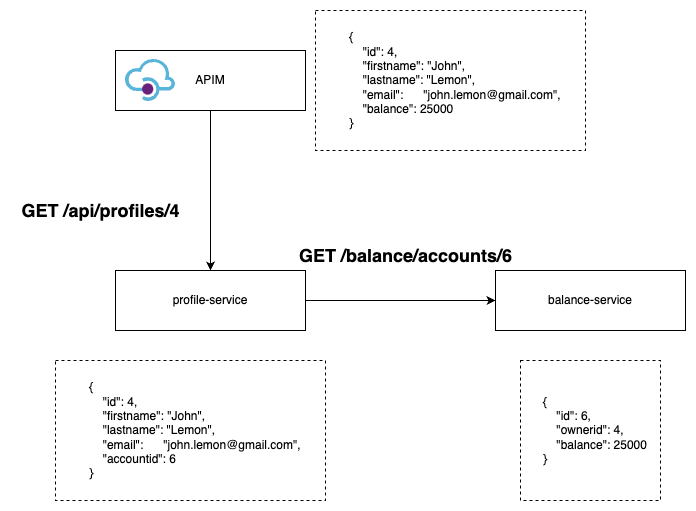 {
"id": 4,
"firstname": "John",
"lastname": "Lemon",
"email": "john.lemon@gmail.com",
"balance": 25000
}
APIM
GET /api/profiles/4
GET /balance/accounts/6
profile-service
balance-service
{
"id": 4,
"firstname": "John",
"lastname": "Lemon",
"email": "john.lemon@gmail.com",
"accountid": 6
}
{
"id": 6,
"ownerid": 4,
"balance": 25000
}